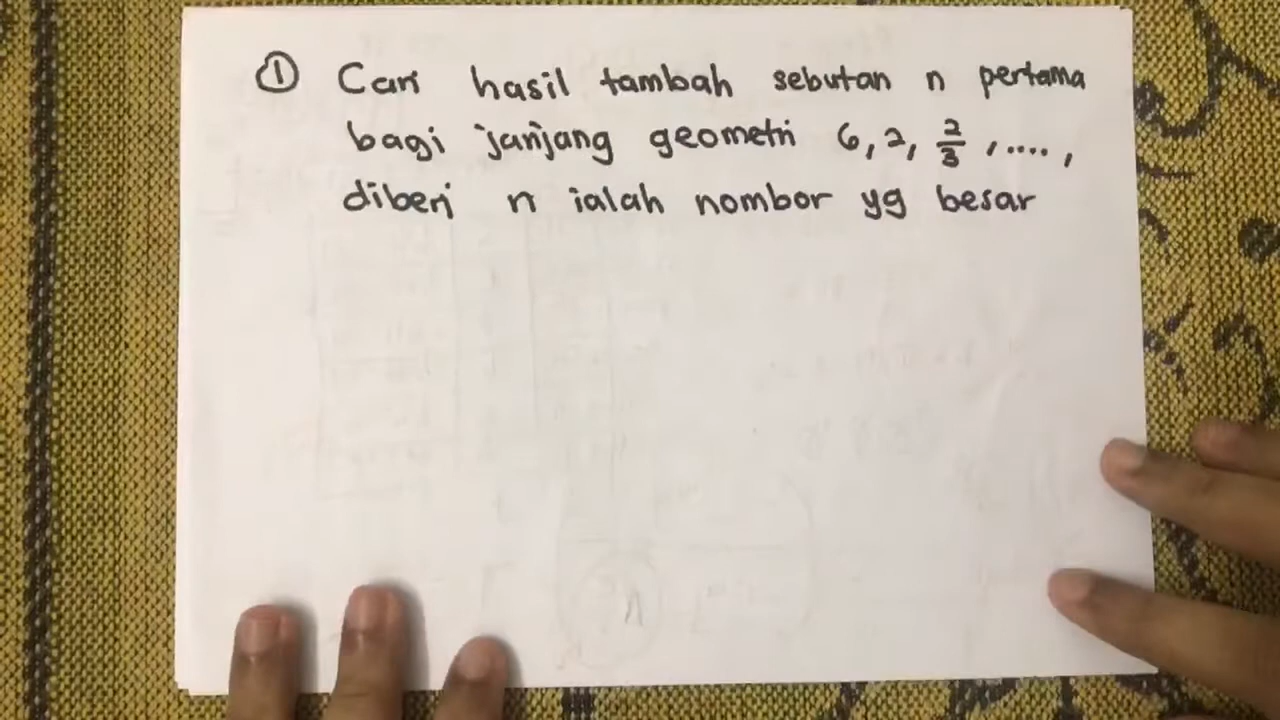 ① Cari hasil tambah sebutan n pertama
bagi janjang geometri 6, 2, 2/3, ....,
diberi n ialah nombor yg besar